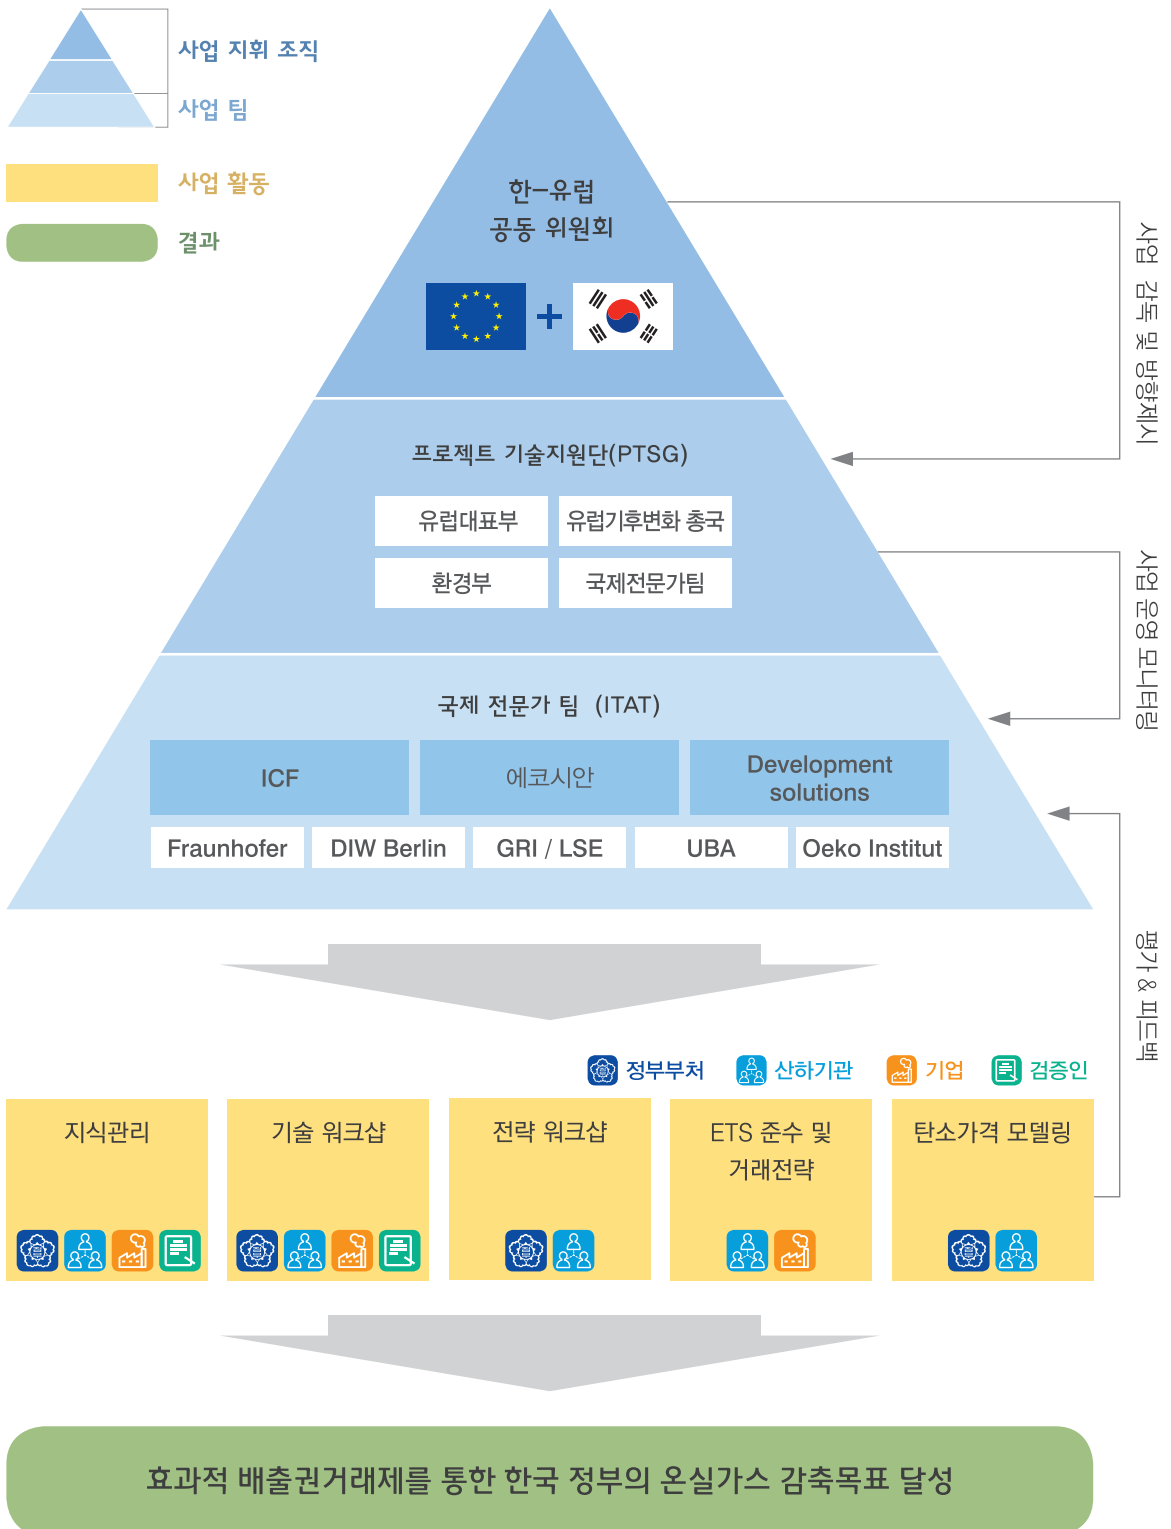 사업 지휘 조직
사업 팀
사업 활동
결과
한-유럽
공동 위원회
사업 감독 및 방향제시
프로젝트 기술지원단(PTSG)
유럽대표부
유럽기후변화 총국
환경부
국제전문가팀
사업 운영 모니터링
국제 전문가 팀 (ITAT)
ICF
에코시안
Development
solutions
Fraunhofer
DIW Berlin
GRI / LSE
UBA
Oeko Institut
평가 & 피드백
정부부처
산하기관
기업
검증인
지식관리
기술 워크샵
전략 워크샵
ETS 준수 및
거래전략
탄소가격 모델링
효과적 배출권거래제를 통한 한국 정부의 온실가스 감축목표 달성